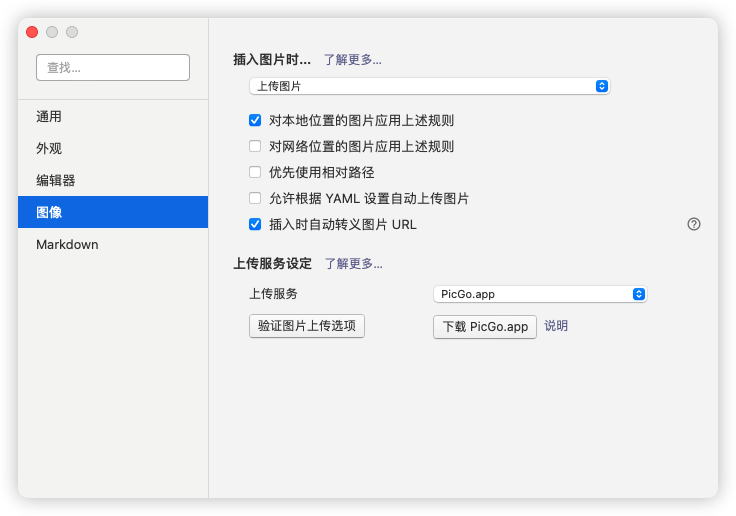 查找...
通用
外观
编辑器
图像
Markdown
插入图片时... 了解更多...
上传图片
对本地位置的图片应用上述规则
对网络位置的图片应用上述规则
优先使用相对路径
允许根据 YAML 设置自动上传图片
插入时自动转义图片 URL
上传服务设定 了解更多...
上传服务 PicGo.app
验证图片上传选项 下载 PicGo.app 说明